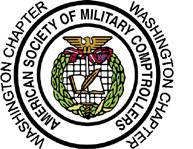 WASHINGTON CHAPTER
WASHINGTON CHAPTER
AMERICAN SOCIETY OF MILITARY COMPTROLLERS